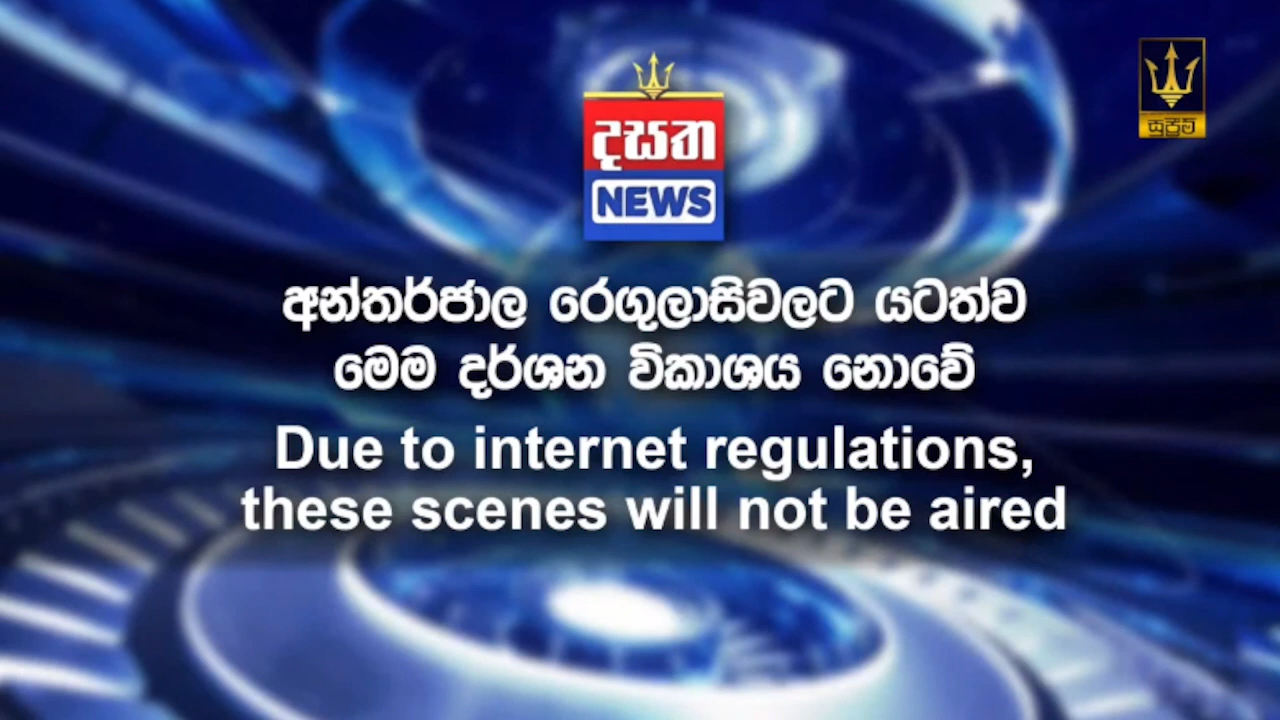 සුප්‍රීම්
දසත
NEWS
අන්තර්ජාල රෙගුලාසිවලට යටත්ව
මෙම දර්ශන විකාශය නොවේ
Due to internet regulations,
these scenes will not be aired